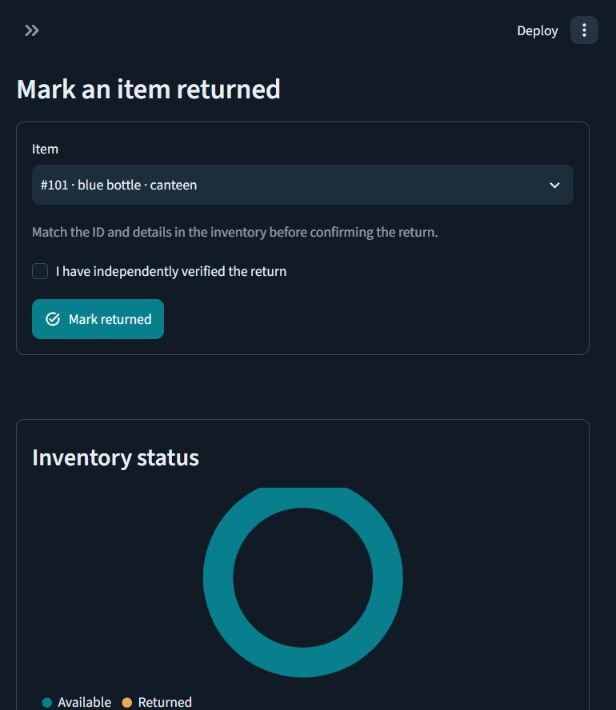 Deploy
Mark an item returned
Item
#101 · blue bottle · canteen
Match the ID and details in the inventory before confirming the return.
I have independently verified the return
Mark returned
Inventory status
Available
Returned